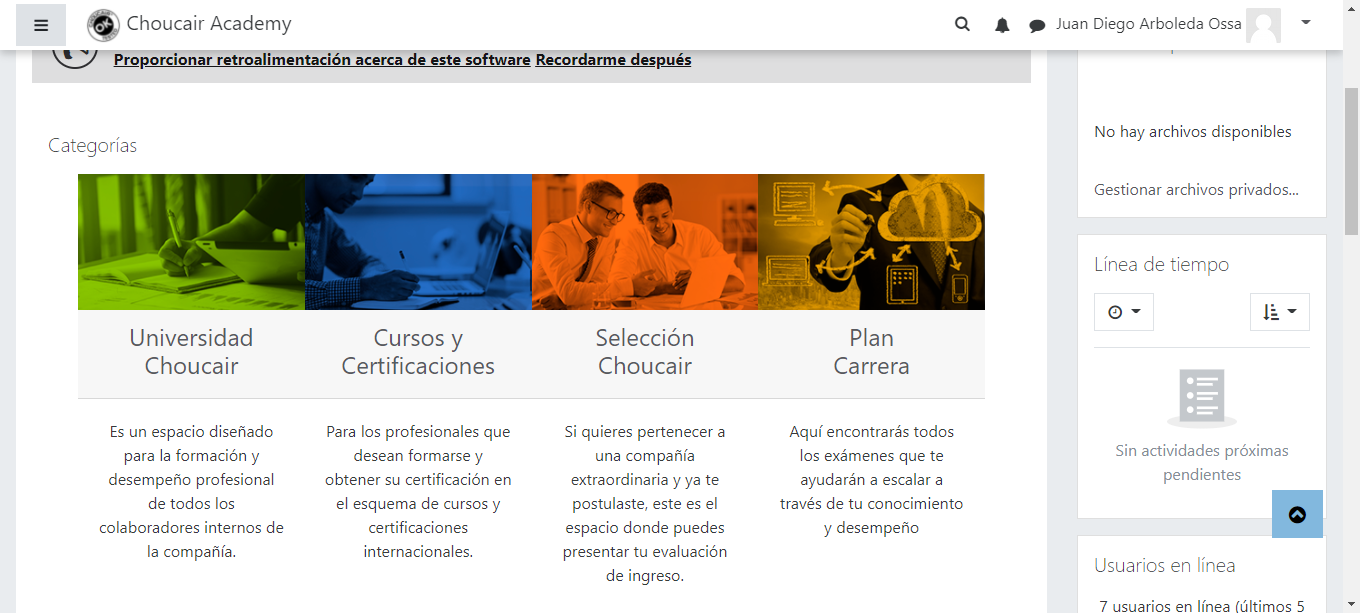 Choucair Academy
Juan Diego Arboleda Ossa
Proporcionar retroalimentación acerca de este software Recordarme después
Categorías
Universidad
Choucair
Es un espacio diseñado
para la formación y
desempeño profesional
de todos los
colaboradores internos de
la compañía.
Cursos y
Certificaciones
Para los profesionales que
desean formarse y
obtener su certificación en
el esquema de cursos y
certificaciones
internacionales.
Selección
Choucair
Si quieres pertenecer a
una compañía
extraordinaria y ya te
postulaste, este es el
espacio donde puedes
presentar tu evaluación
de ingreso.
Plan
Carrera
Aquí encontrarás todos
los exámenes que te
ayudarán a escalar a
través de tu conocimiento
y desempeño
No hay archivos disponibles
Gestionar archivos privados...
Línea de tiempo
Sin actividades próximas
pendientes
Usuarios en línea
7 usuarios en línea (últimos 5